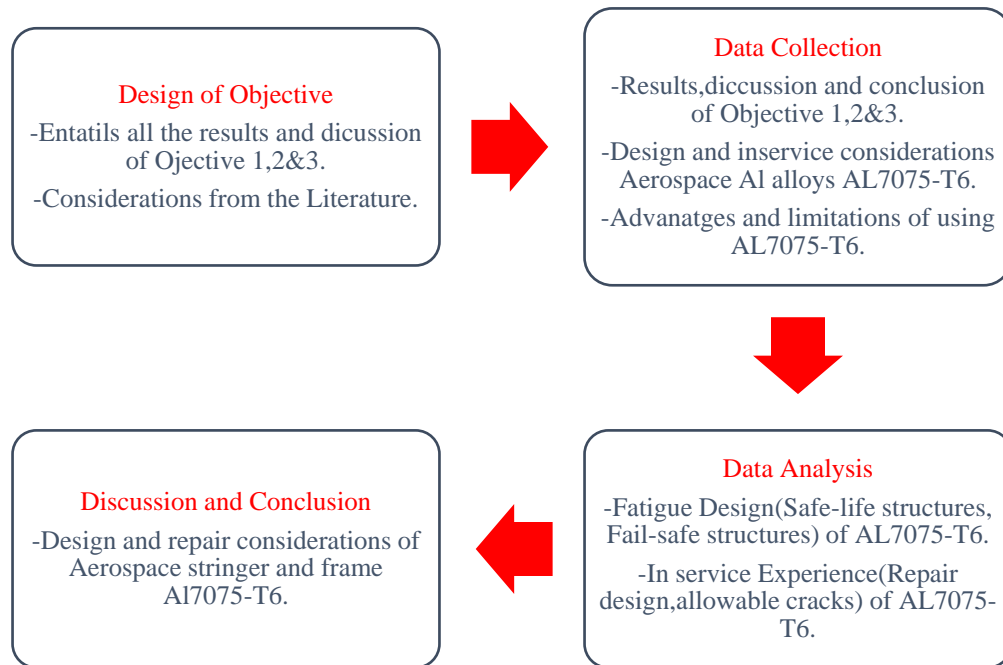 Design of Objective
-Entatils all the results and dicussion
of Ojective 1,2&3.
-Considerations from the Literature.
Data Collection
-Results,diccussion and conclusion
of Objective 1,2&3.
-Design and inservice considerations
Aerospace Al alloys AL7075-T6.
-Advanatges and limitations of using
AL7075-T6.
Data Analysis
-Fatigue Design(Safe-life structures,
Fail-safe structures) of AL7075-T6.
-In service Experience(Repair
design,allowable cracks) of AL7075-
T6.
Discussion and Conclusion
-Design and repair considerations of
Aerospace stringer and frame
Al7075-T6.